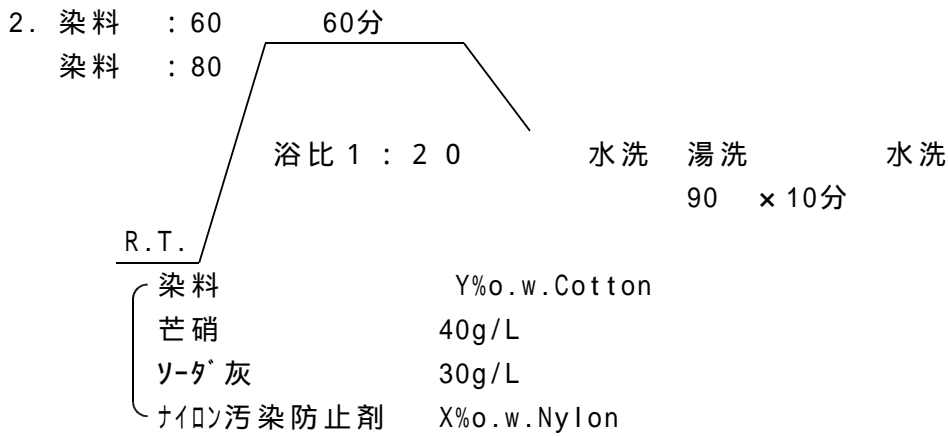 2. 染料 : 60 60分
染料 : 80
浴比1:20 水洗 湯洗 水洗
90 ×10分
R.T.
染料 Y%o.w.Cotton
芒硝 40g/L
ソーダ灰 30g/L
ナイロン汚染防止剤 X%o.w.Nylon